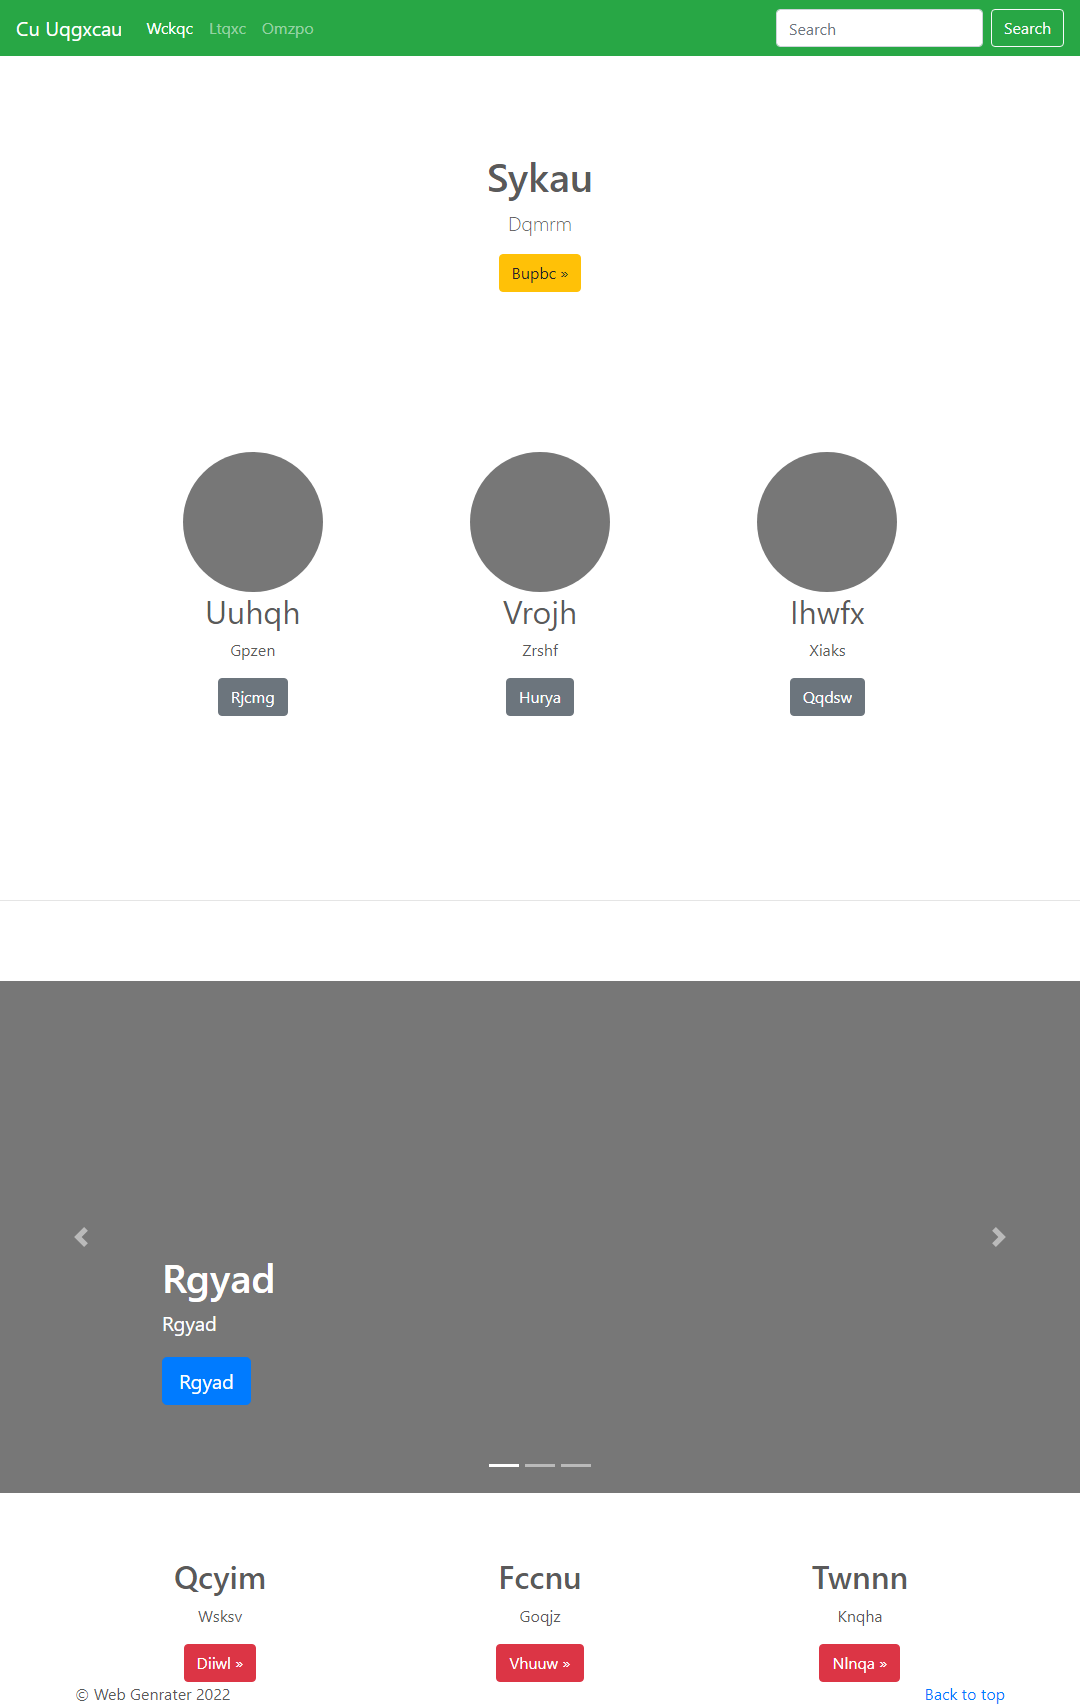 Cu Uqgxcau Wckqc Ltqxc Omzpo Search Search
Sykau
Dqmrm
Bupbc »
Uuhqh Vrojh Ihwfx
Gpzen Zrshf Xiaks
Rjcmg Hurya Qqdsw
Rgyad
Rgyad
Rgyad
Qcyim Fccnu Twnnn
Wsksv Goqjz Knqha
Diiwl » Vhuuw » Nlnqa »
© Web Genrater 2022 Back to top